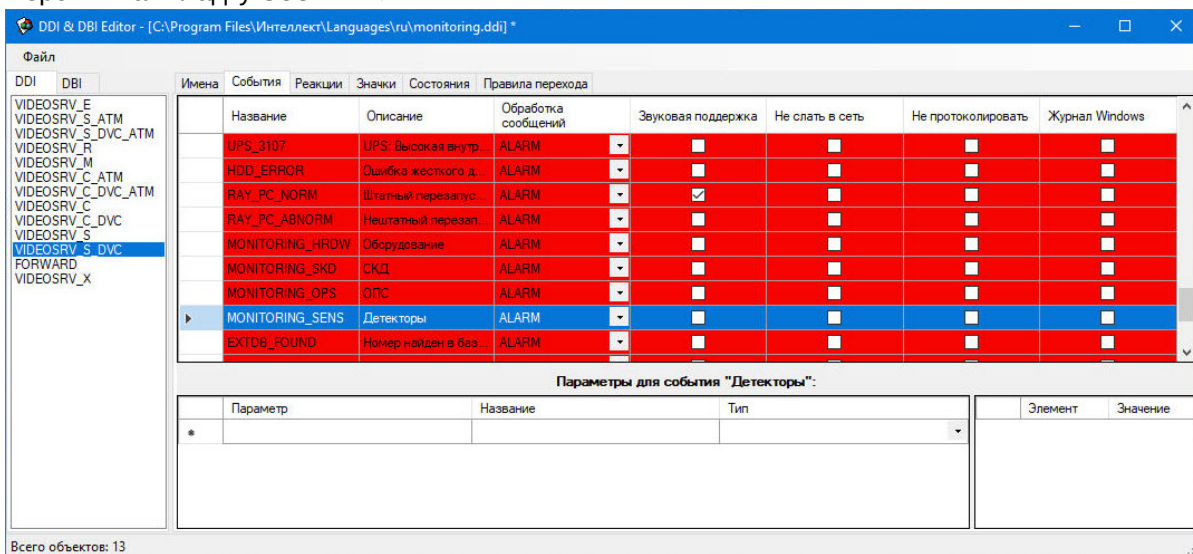 DDI & DBI Editor - [C:\Program Files\Интеллект\Languages\ru\monitoring.ddi] *
Файл
DDI DBI
Имена События Реакции Значки Состояния Правила перехода
VIDEOSRV_E
VIDEOSRV_S_ATM
VIDEOSRV_S_DVC_ATM
VIDEOSRV_R
VIDEOSRV_M
VIDEOSRV_C_ATM
VIDEOSRV_C_DVC_ATM
VIDEOSRV_C
VIDEOSRV_C_DVC
VIDEOSRV_S
VIDEOSRV_S_DVC
FORWARD
VIDEOSRV_X
Название Описание Обработка сообщений Звуковая поддержка Не слать в сеть Не протоколировать Журнал Windows
UPS_3107 UPS: Высокая внутр... ALARM
HDD_ERROR Ошибка жесткого д... ALARM
RAY_PC_NORM Штатный перезапус... ALARM
RAY_PC_ABNORM Нештатный перезап... ALARM
MONITORING_HRDW Оборудование ALARM
MONITORING_SKD СКД ALARM
MONITORING_OPS ОПС ALARM
MONITORING_SENS Детекторы ALARM
EXTDB_FOUND Номер найден в баз... ALARM
Параметры для события "Детекторы":
Параметр Название Тип
Элемент Значение
Всего объектов: 13